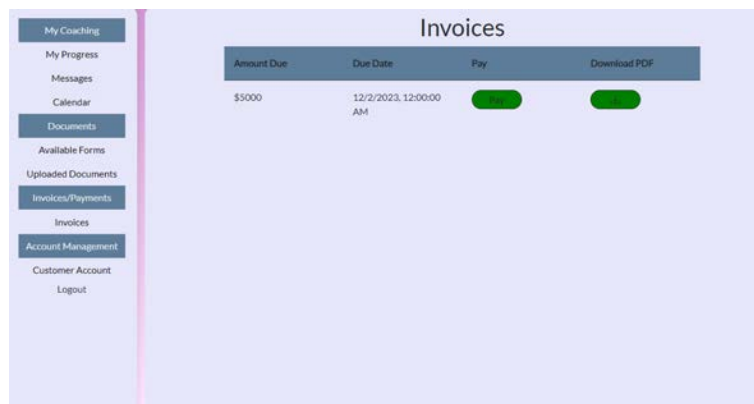 My Coaching
My Progress
Messages
Calendar
Documents
Available Forms
Uploaded Documents
Invoices/Payments
Invoices
Account Management
Customer Account
Logout
Invoices
Amount Due Due Date Pay Download PDF
$5000 12/2/2023, 12:00:00 Pay
AM